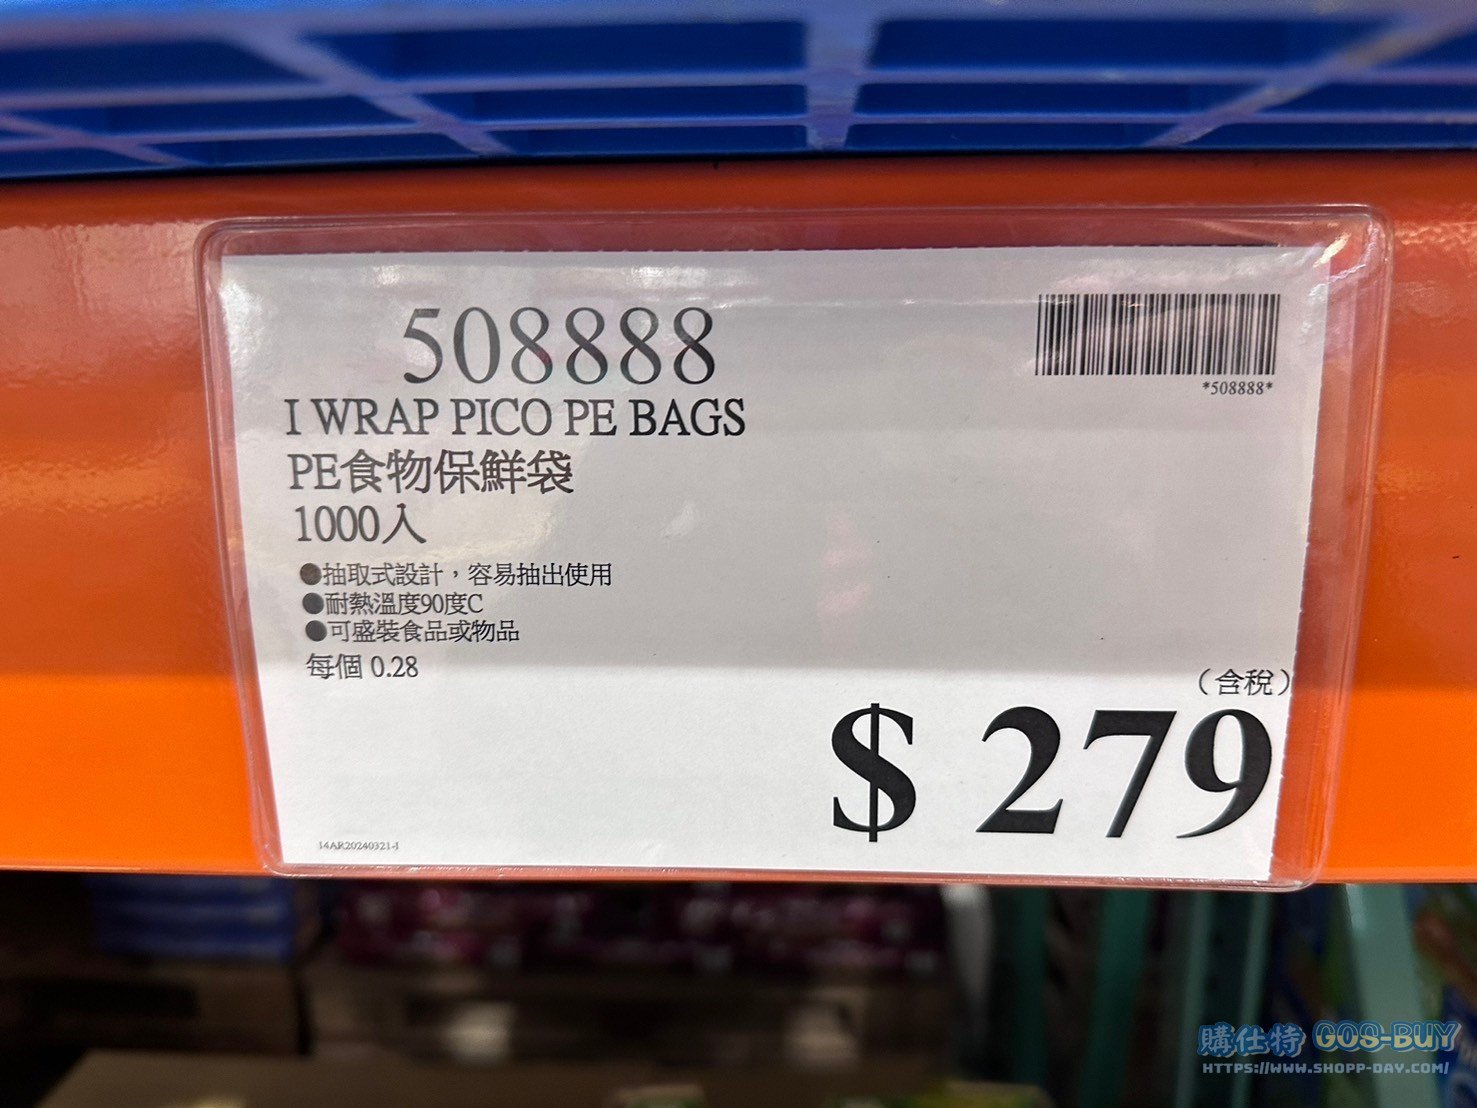 508888
*508888*
I WRAP PICO PE BAGS
PE食物保鮮袋
1000入
●抽取式設計，容易抽出使用
●耐熱溫度90度C
●可盛裝食品或物品
每個 0.28
（含稅）
$ 279
14AR20240321-1
購仕特 GOS-BUY
HTTPS://WWW.SHOPP-DAY.COM/